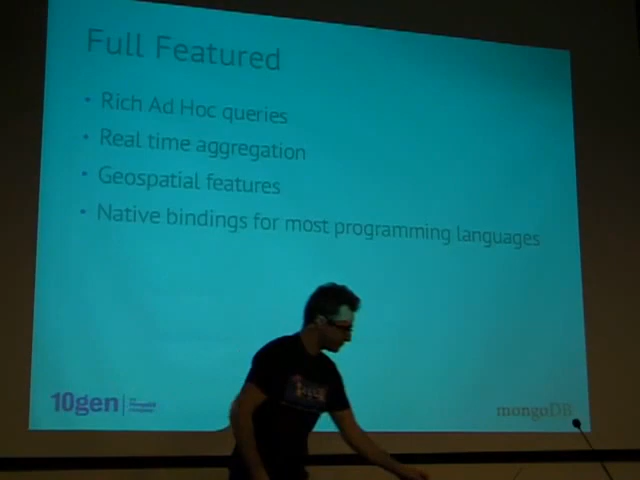 Full Featured
• Rich Ad Hoc queries
• Real time aggregation
• Geospatial features
• Native bindings for most programming languages
10gen
mongoDB